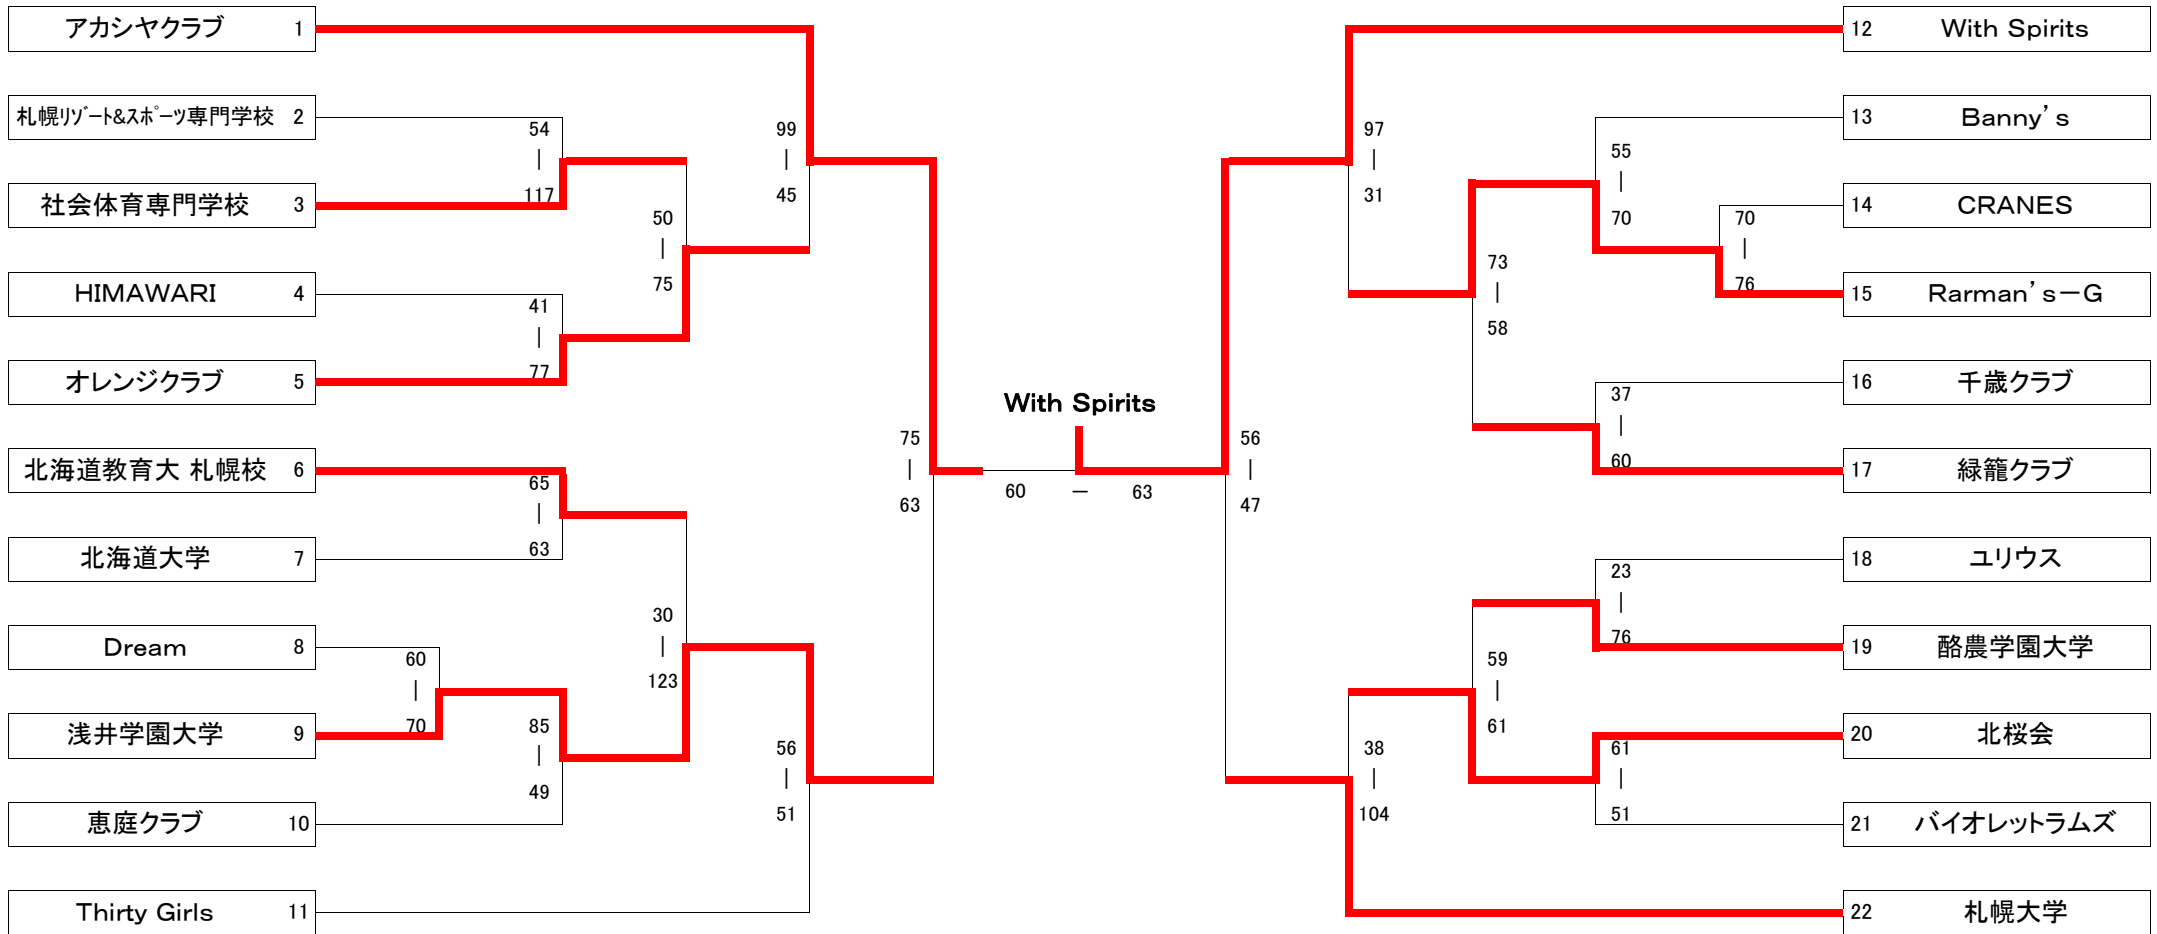 アカシヤクラブ 1
札幌リゾート&スポーツ専門学校 2
54
|
117
社会体育専門学校 3
HIMAWARI 4
41
|
77
オレンジクラブ 5
50
|
75
99
|
45
北海道教育大 札幌校 6
65
|
63
北海道大学 7
Dream 8
60
|
70
浅井学園大学 9
85
|
49
恵庭クラブ 10
30
|
123
56
|
51
Thirty Girls 11
75
|
63
With Spirits
60 － 63
56
|
47
12 With Spirits
97
|
31
13 Banny’s
55
|
70
14 CRANES
70
|
76
15 Rarman’s－G
73
|
58
16 千歳クラブ
37
|
60
17 緑籠クラブ
18 ユリウス
23
|
76
19 酪農学園大学
59
|
61
20 北桜会
61
|
51
21 バイオレットラムズ
38
|
104
22 札幌大学